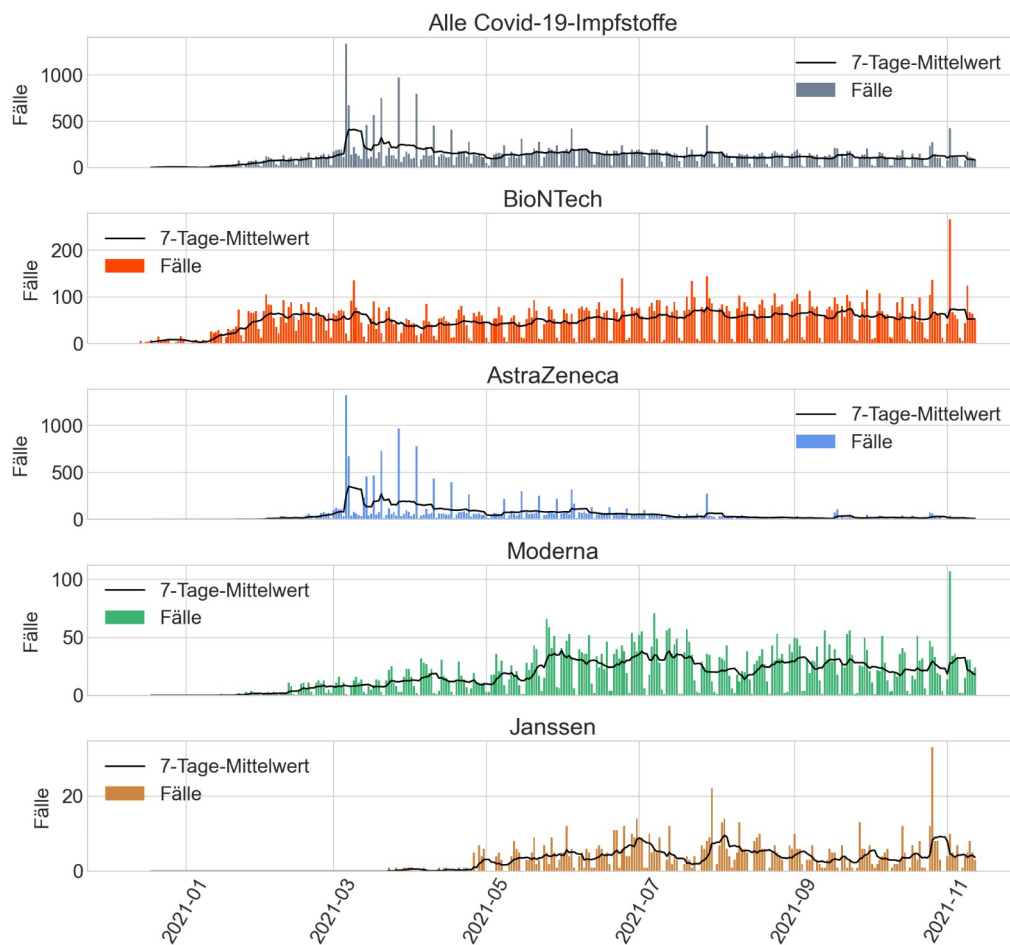 Alle Covid-19-Impfstoffe
Fälle
1000
500
0
7-Tage-Mittelwert
Fälle
BioNTech
Fälle
200
100
0
7-Tage-Mittelwert
Fälle
AstraZeneca
Fälle
1000
500
0
7-Tage-Mittelwert
Fälle
Moderna
Fälle
100
50
0
7-Tage-Mittelwert
Fälle
Janssen
Fälle
20
0
7-Tage-Mittelwert
Fälle
2021-01
2021-03
2021-05
2021-07
2021-09
2021-11